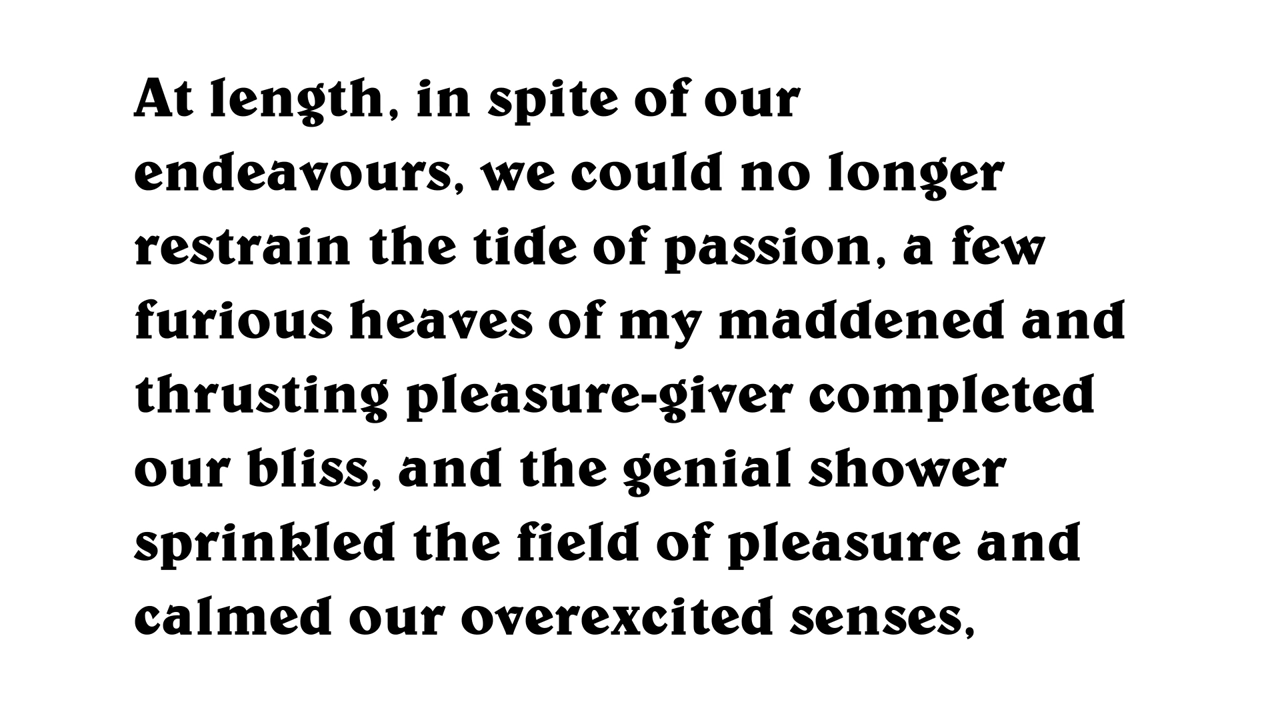 At length, in spite of our
endeavours, we could no longer
restrain the tide of passion, a few
furious heaves of my maddened and
thrusting pleasure-giver completed
our bliss, and the genial shower
sprinkled the field of pleasure and
calmed our overexcited senses,